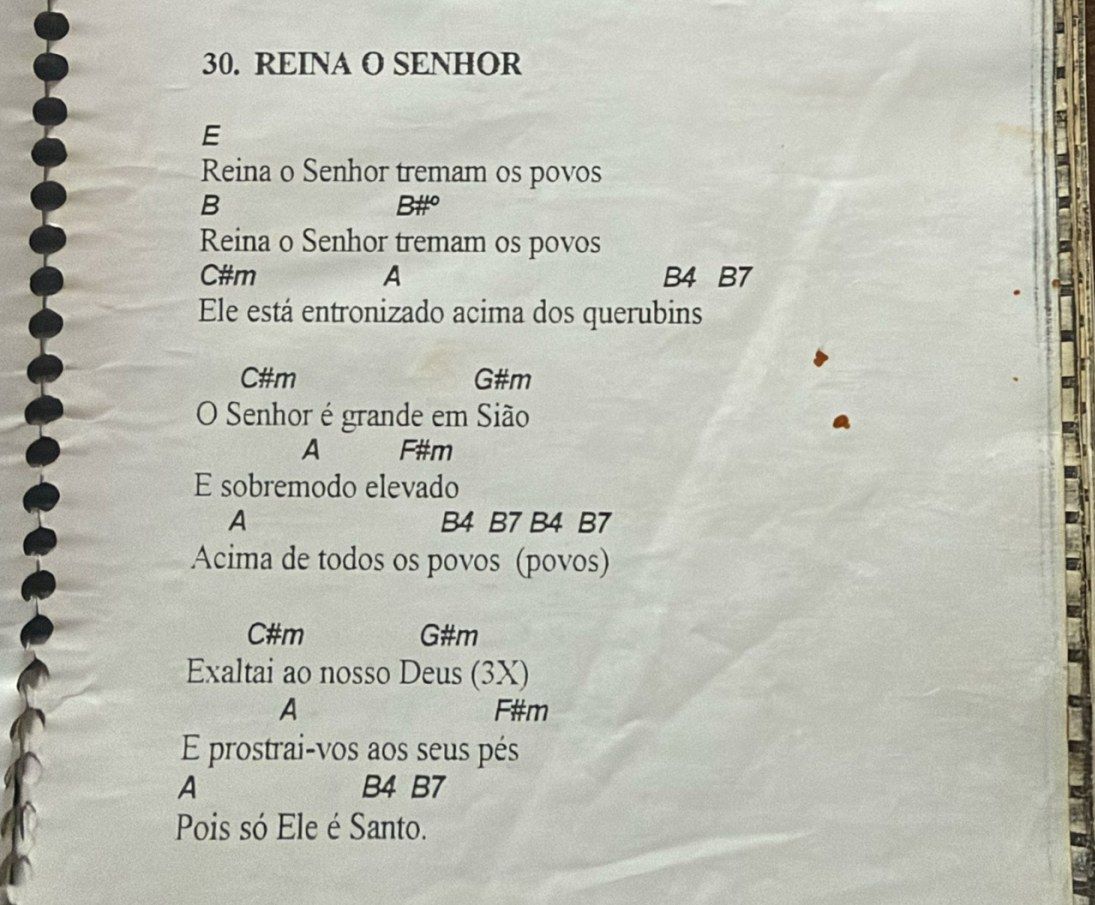 30. REINA O SENHOR
E
Reina o Senhor tremam os povos
B B#º
Reina o Senhor tremam os povos
C#m A B4 B7
Ele está entronizado acima dos querubins
C#m G#m
O Senhor é grande em Sião
A F#m
E sobremodo elevado
A B4 B7 B4 B7
Acima de todos os povos (povos)
C#m G#m
Exaltai ao nosso Deus (3X)
A F#m
E prostrai-vos aos seus pés
A B4 B7
Pois só Ele é Santo.